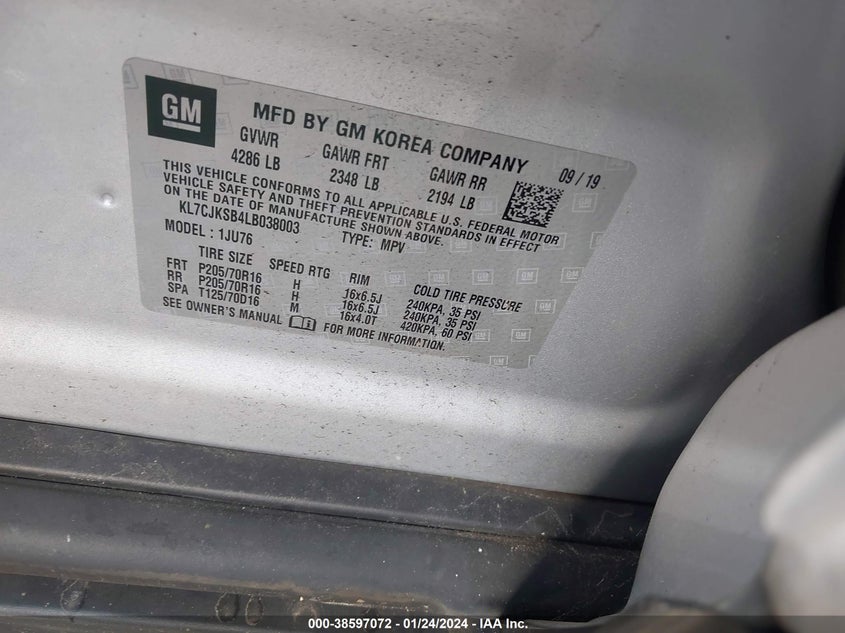 GM
MFD BY GM KOREA COMPANY 09/19
GVWR GAWR FRT GAWR RR
4286 LB 2348 LB 2194 LB
THIS VEHICLE CONFORMS TO ALL APPLICABLE U.S. FEDERAL MOTOR
VEHICLE SAFETY AND THEFT PREVENTION STANDARDS IN EFFECT
ON THE DATE OF MANUFACTURE SHOWN ABOVE.
KL7CJKSB4LB038003 TYPE: MPV
MODEL : 1JU76
TIRE SIZE SPEED RTG RIM COLD TIRE PRESSURE
FRT P205/70R16 H 16x6.5J 240KPA, 35 PSI
RR P205/70R16 H 16x6.5J 240KPA, 35 PSI
SPA T125/70D16 M 16x4.0T 420KPA, 60 PSI
SEE OWNER'S MANUAL FOR MORE INFORMATION.
000-38597072 - 01/24/2024 - IAA Inc.